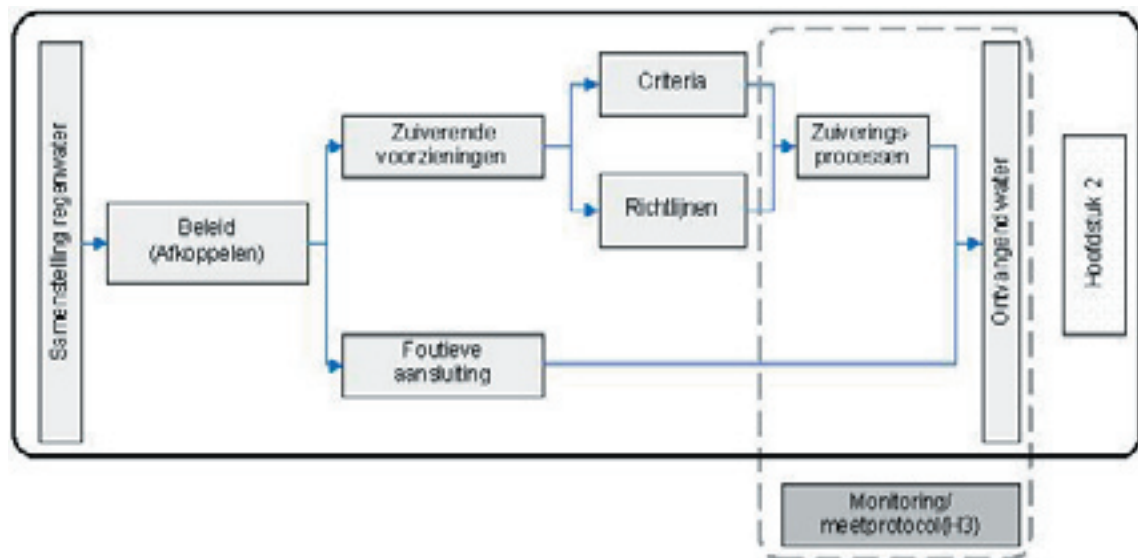 Samenstelling regenwater
Beleid
(Afkoppelen)
Zuiverende
voorzieningen
Foutieve
aansluiting
Criteria
Richtlijnen
Zuiverings-
processen
Ontvangend water
Hoofdstuk 2
Monitoring/
meetprotocol(H3)